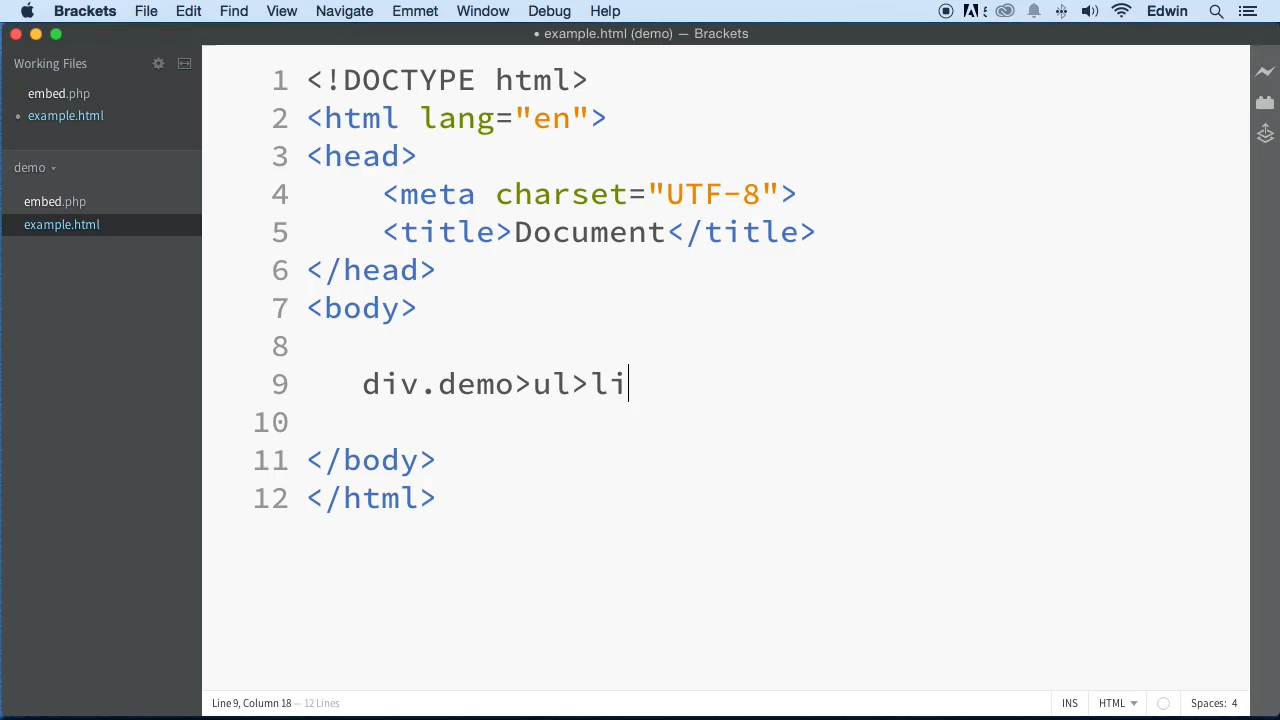 Brackets File Edit Find View Navigate Emmet Window Debug Help 5 Edwin
• example.html (demo) — Brackets
Working Files
embed.php
• example.html
demo
embed.php
example.html
1 <!DOCTYPE html>
2 <html lang="en">
3 <head>
4 <meta charset="UTF-8">
5 <title>Document</title>
6 </head>
7 <body>
8
9 div.demo>ul>li
10
11 </body>
12 </html>
Line 9, Column 18 — 12 Lines INS HTML Spaces: 4